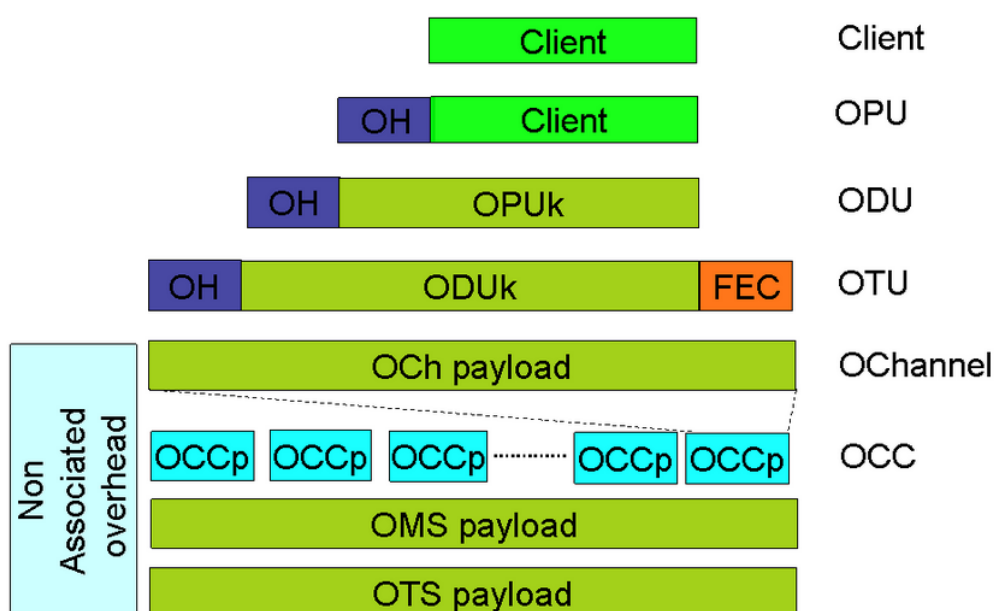 Client Client
OH Client OPU
OH OPUk ODU
OH ODUk FEC OTU
OCh payload OChannel
OCCp OCCp OCCp OCCp OCCp OCC
OMS payload
OTS payload
Non
Associated
overhead